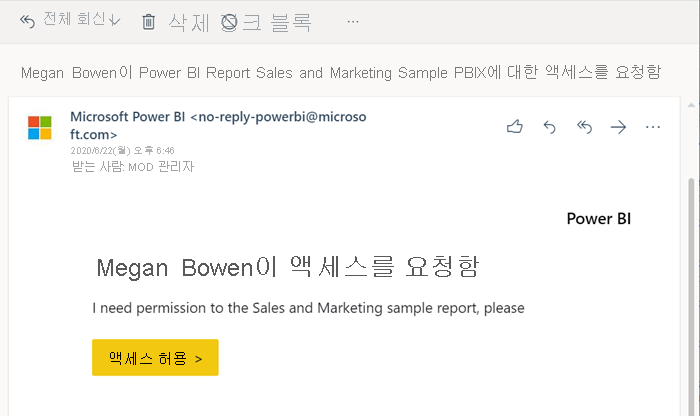 전체 회신 삭제 정크 블록 ...
Megan Bowen이 Power BI Report Sales and Marketing Sample PBIX에 대한 액세스를 요청함
Microsoft Power BI <no-reply-powerbi@microso
ft.com>
2020/6/22(월) 오후 6:46
받는 사람: MOD 관리자
Power BI
Megan Bowen이 액세스를 요청함
I need permission to the Sales and Marketing sample report, please
액세스 허용 >